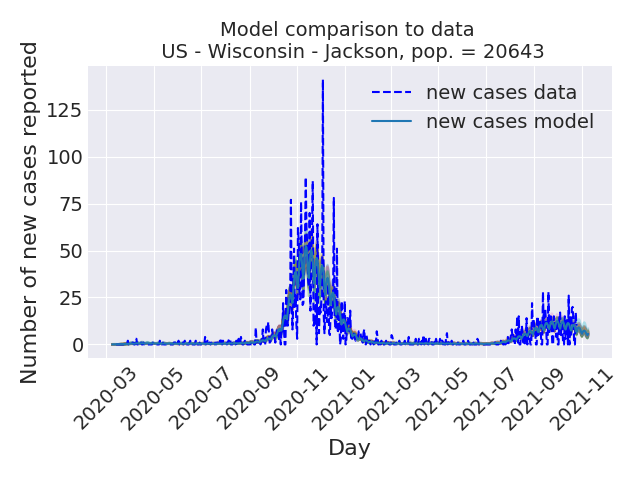 Model comparison to data
US - Wisconsin - Jackson, pop. = 20643
Number of new cases reported
125
100
75
50
25
0
new cases data
new cases model
2020-03
2020-05
2020-07
2020-09
2020-11
2021-01
2021-03
2021-05
2021-07
2021-09
2021-11
Day